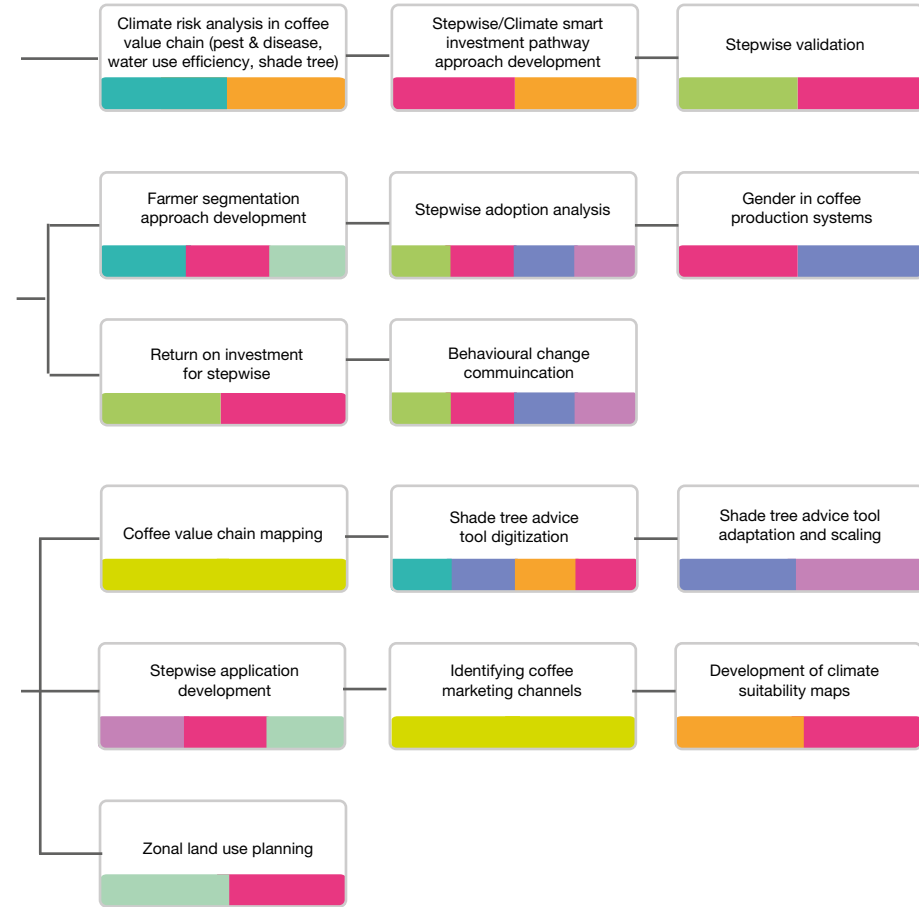 Climate risk analysis in coffee
value chain (pest & disease,
water use efficiency, shade tree)
Stepwise/Climate smart
investment pathway
approach development
Stepwise validation
Farmer segmentation
approach development
Stepwise adoption analysis
Gender in coffee
production systems
Return on investment
for stepwise
Behavioural change
commuincation
Coffee value chain mapping
Shade tree advice
tool digitization
Shade tree advice tool
adaptation and scaling
Stepwise application
development
Identifying coffee
marketing channels
Development of climate
suitability maps
Zonal land use planning